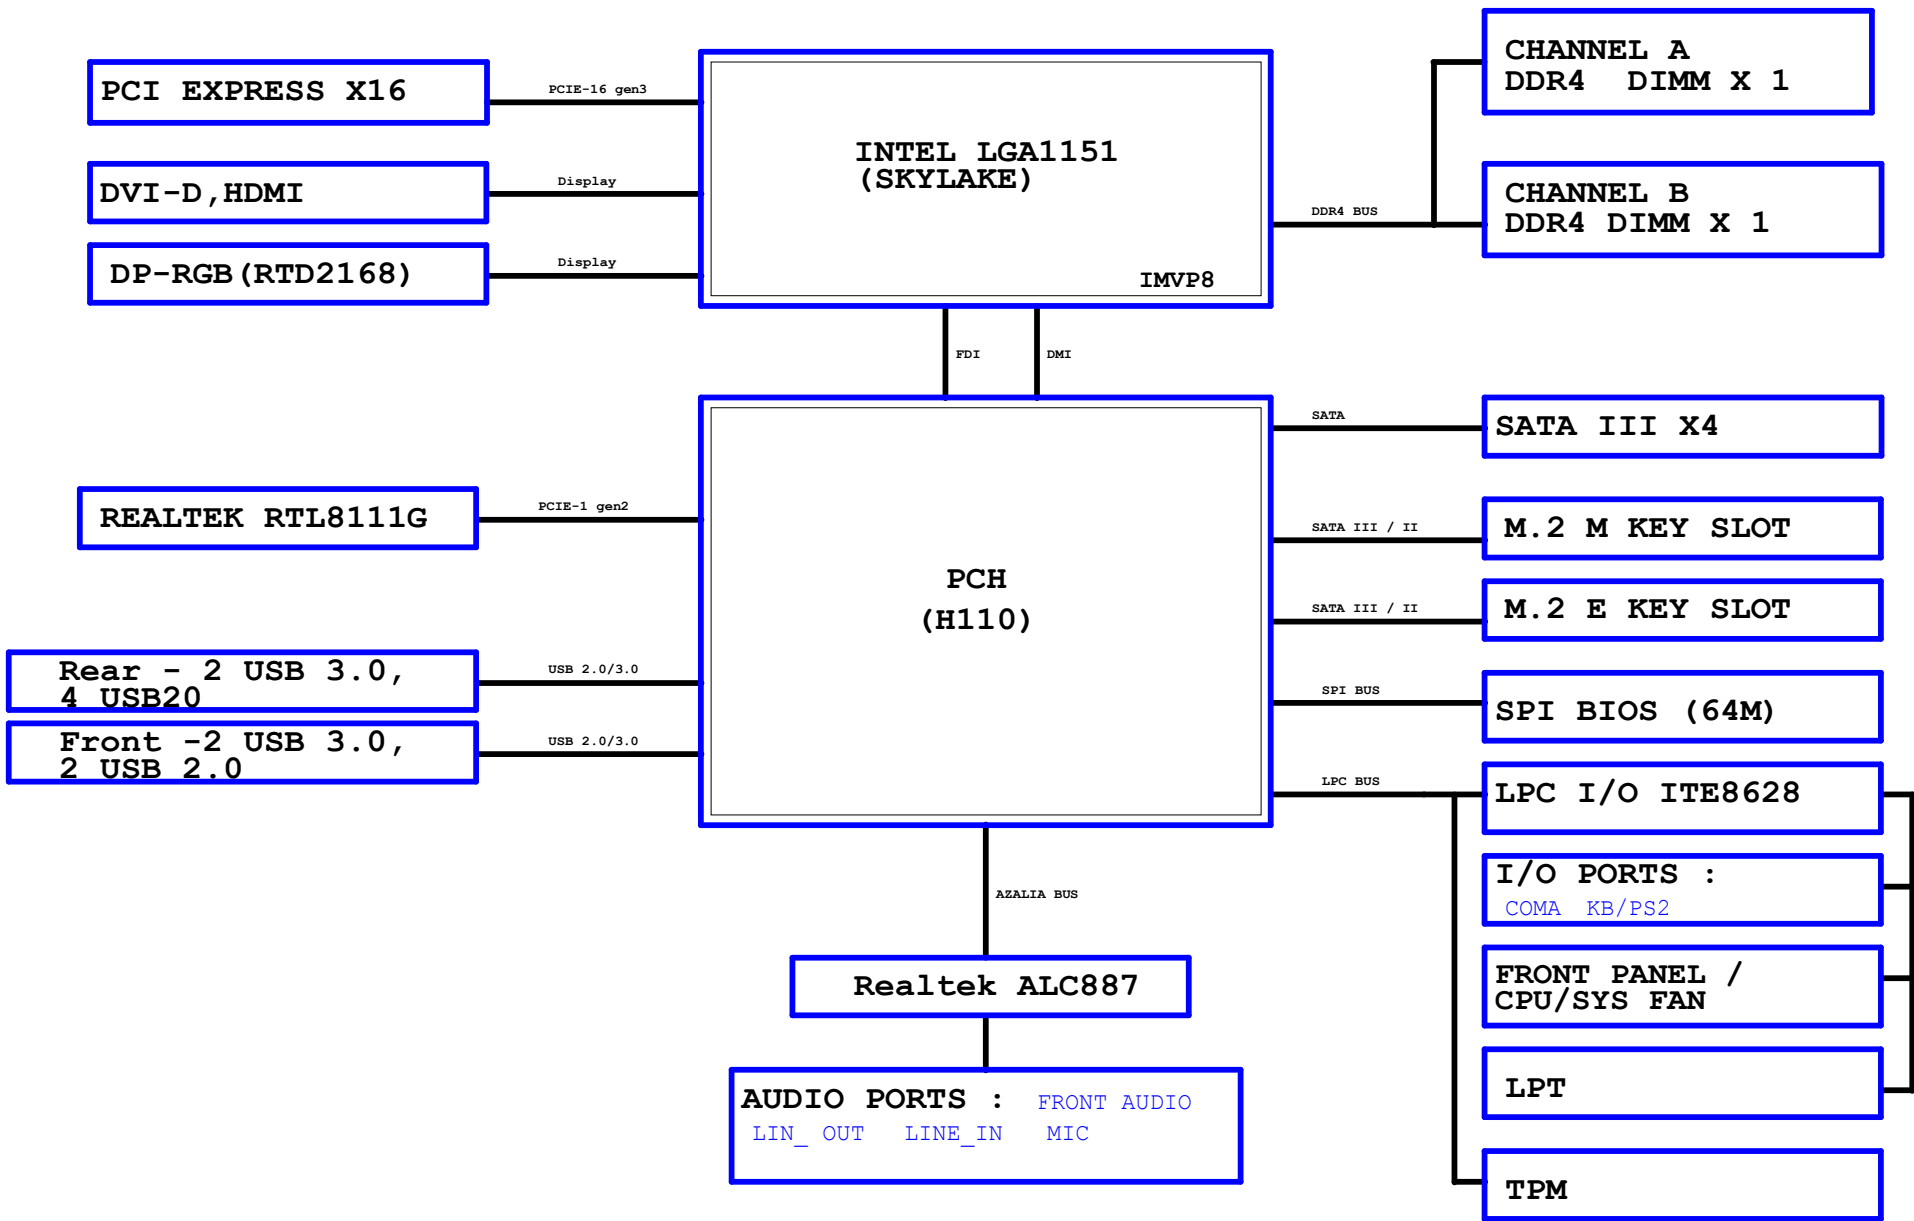 PCI EXPRESS X16
PCIE-16 gen3
DVI-D,HDMI
Display
DP-RGB(RTD2168)
Display
INTEL LGA1151
(SKYLAKE)
IMVP8
DDR4 BUS
CHANNEL A
DDR4 DIMM X 1
CHANNEL B
DDR4 DIMM X 1
FDI
DMI
REALTEK RTL8111G
PCIE-1 gen2
Rear - 2 USB 3.0,
4 USB20
USB 2.0/3.0
Front -2 USB 3.0,
2 USB 2.0
USB 2.0/3.0
PCH
(H110)
SATA
SATA III X4
SATA III / II
M.2 M KEY SLOT
SATA III / II
M.2 E KEY SLOT
SPI BUS
SPI BIOS (64M)
LPC BUS
LPC I/O ITE8628
I/O PORTS :
COMA KB/PS2
FRONT PANEL /
CPU/SYS FAN
LPT
TPM
AZALIA BUS
Realtek ALC887
AUDIO PORTS : FRONT AUDIO
LIN_ OUT LINE_IN MIC